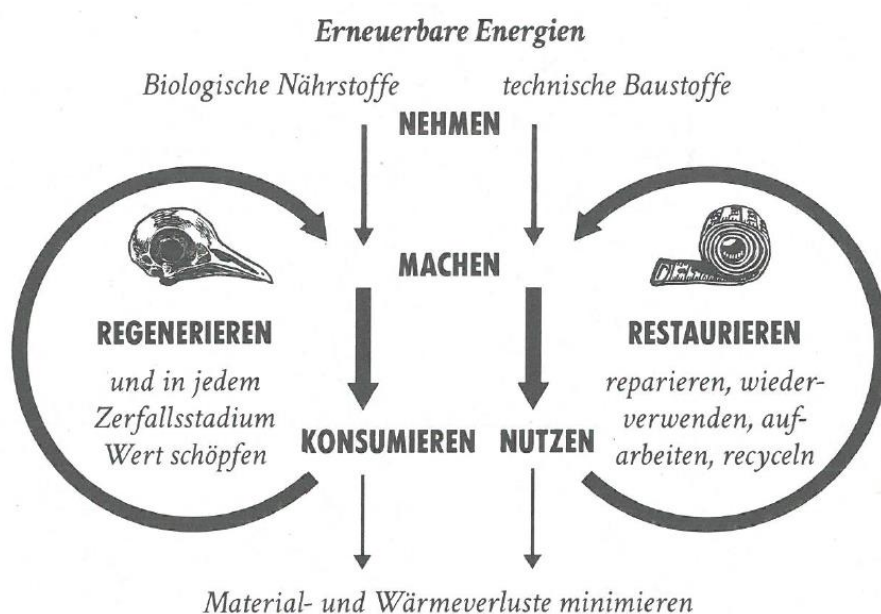 Erneuerbare Energien
Biologische Nährstoffe
technische Baustoffe
NEHMEN
MACHEN
REGENERIEREN
und in jedem
Zerfallsstadium
Wert schöpfen
RESTAURIEREN
reparieren, wieder-
verwenden, auf-
arbeiten, recyceln
KONSUMIEREN
NUTZEN
Material- und Wärmeverluste minimieren